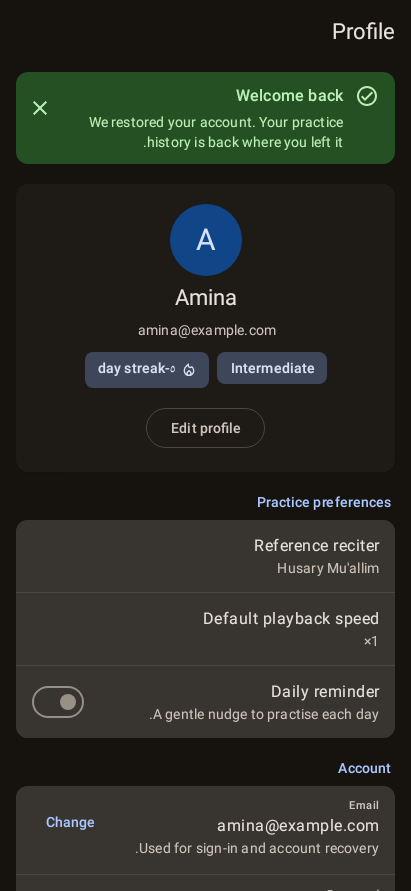 Profile
Welcome back
We restored your account. Your practice
.history is back where you left it
A
Amina
amina@example.com
Intermediate
day streak-۵
Edit profile
Practice preferences
Reference reciter
Husary Mu'allim
Default playback speed
×1
Daily reminder
.A gentle nudge to practise each day
Account
Email
amina@example.com
Change
.Used for sign-in and account recovery